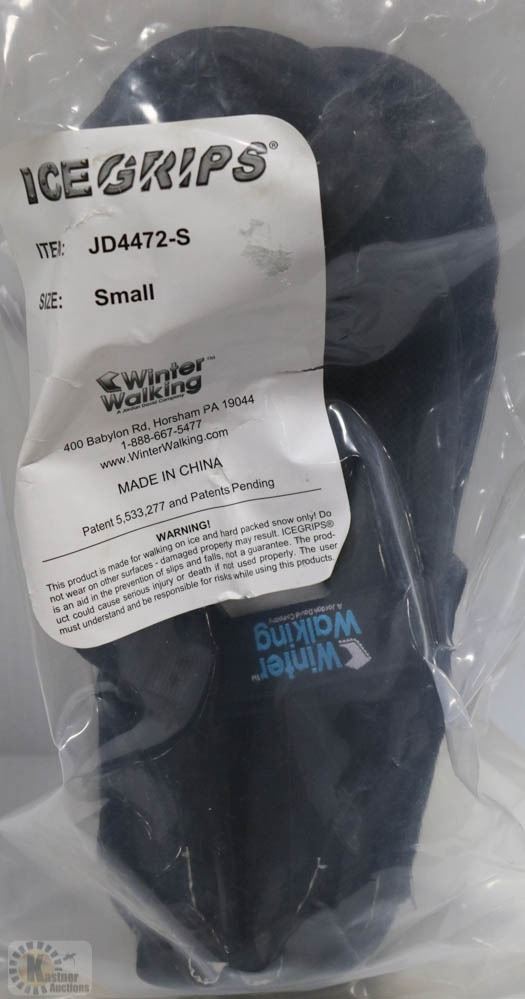 ICEGRIPS®
ITEM: JD4472-S
SIZE: Small
Winter™
Walking
A Jordan David Company
400 Babylon Rd, Horsham PA 19044
1-888-667-5477
www.WinterWalking.com
MADE IN CHINA
Patent 5,533,277 and Patents Pending
WARNING!
This product is made for walking on ice and hard packed snow only! Do
not wear on other surfaces - damaged property may result. ICEGRIPS®
is an aid in the prevention of slips and falls, not a guarantee. The prod-
uct could cause serious injury or death if not used properly. The user
must understand and be responsible for risks while using this products.
Winter™
Walking
A Jordan David Company
Kastner
Auctions